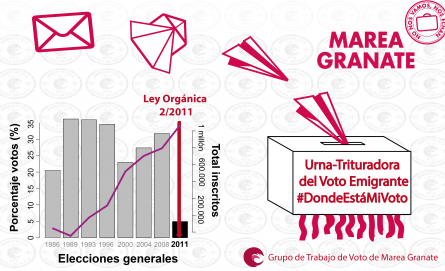 NO NOS VAMOS, NOS ECHAN
MAREA
GRANATE
Ley Orgánica
2/2011
Porcentaje votos (%)
35
30
25
20
15
10
5
0
1986 1989 1993 1996 2000 2004 2008 2011
Elecciones generales
Total inscritos
1 millón
600.000
200.000
Urna-Trituradora
del Voto Emigrante
#DondeEstáMiVoto
Grupo de Trabajo de Voto de Marea Granate